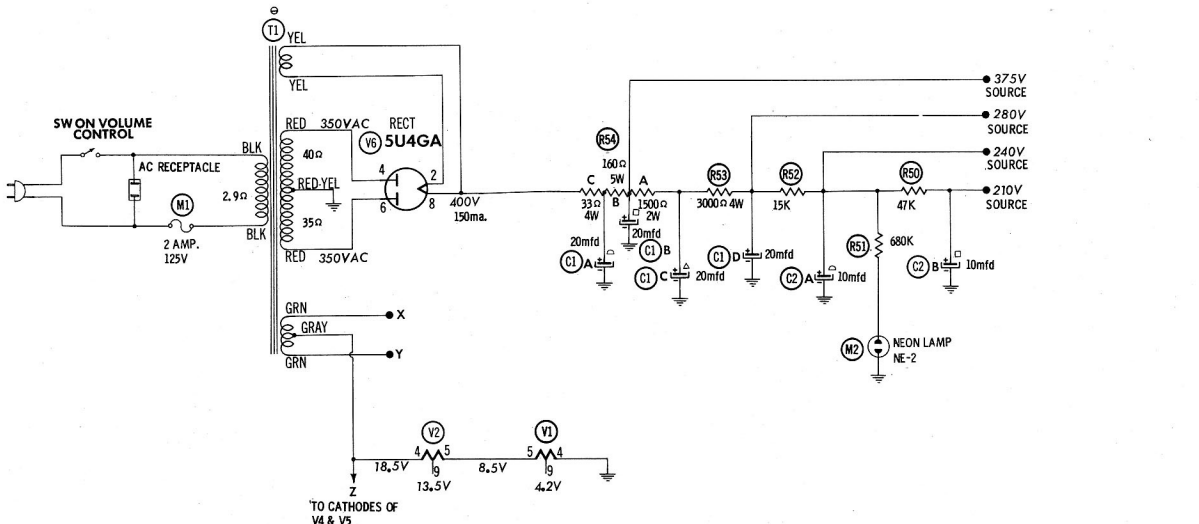 T1
YEL
YEL
SW ON VOLUME
CONTROL
AC RECEPTACLE
BLK
2.9Ω
BLK
M1
2 AMP.
125V
RED 350VAC
40Ω
RED-YEL
35Ω
RED 350VAC
V6
RECT
5U4GA
4
6
2
8
400V
150ma.
375V
SOURCE
280V
SOURCE
240V
SOURCE
210V
SOURCE
R54
160Ω
5W
C
33Ω
4W
B
A
1500Ω
2W
R53
3000Ω 4W
R52
15K
R50
47K
R51
680K
20mfd
C1 A
20mfd
C1 B
C1 C
20mfd
C1 D
20mfd
C2 A
10mfd
C2 B
10mfd
M2
NEON LAMP
NE-2
GRN
X
GRAY
Y
GRN
V2
4 5
9
18.5V
13.5V
8.5V
V1
5 4
9
4.2V
Z
TO CATHODES OF
V4 & V5